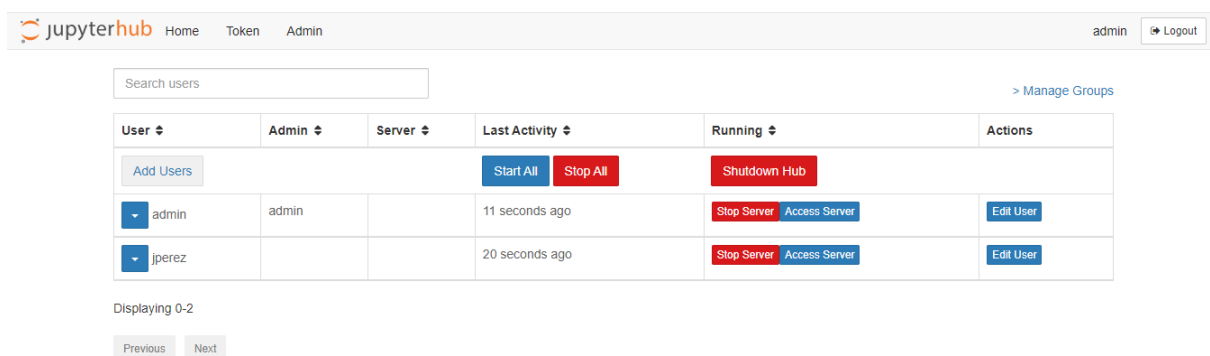 jupyterhub Home Token Admin admin Logout
Search users
> Manage Groups
User Admin Server Last Activity Running Actions
Add Users Start All Stop All Shutdown Hub
admin admin 11 seconds ago Stop Server Access Server Edit User
jperez 20 seconds ago Stop Server Access Server Edit User
Displaying 0-2
Previous Next